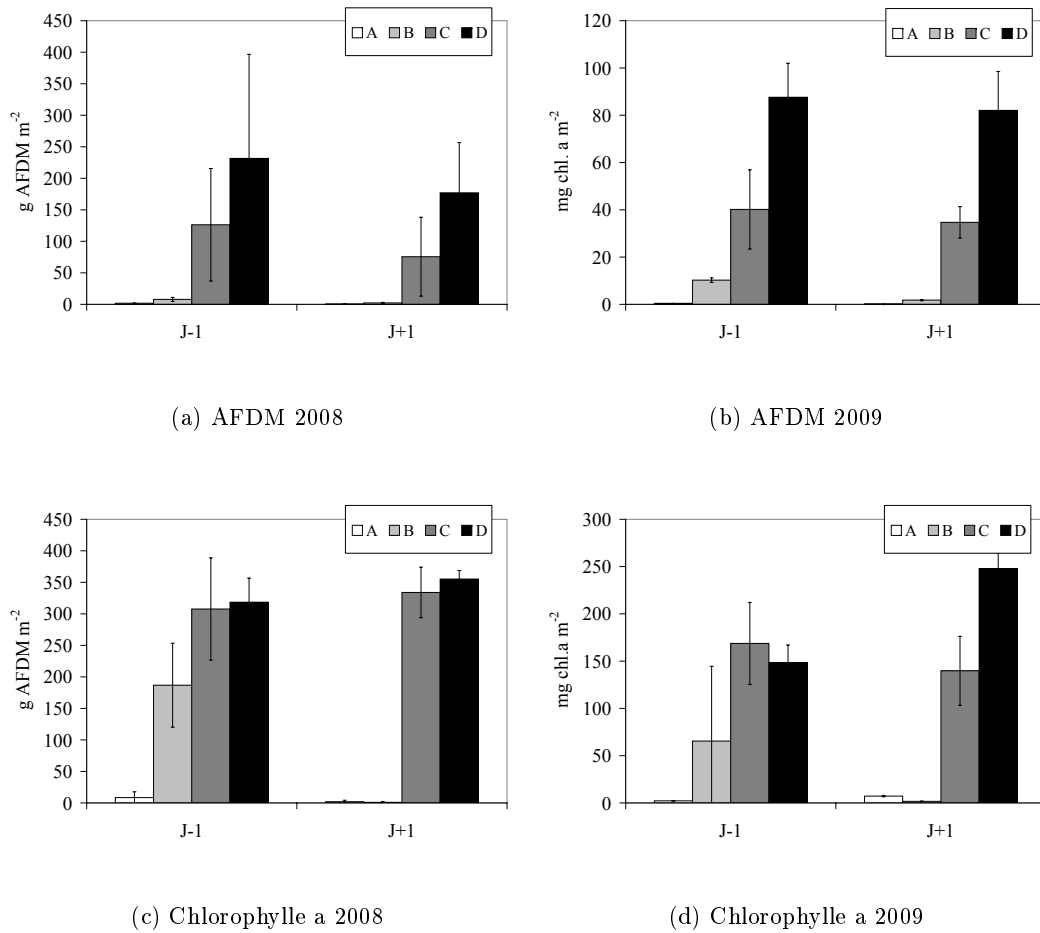 A B C D
450
400
350
300
250
200
150
100
50
0
g AFDM m⁻²
J-1 J+1
(a) AFDM 2008
A B C D
120
100
80
60
40
20
0
mg chl. a m⁻²
J-1 J+1
(b) AFDM 2009
A B C D
450
400
350
300
250
200
150
100
50
0
g AFDM m⁻²
J-1 J+1
(c) Chlorophylle a 2008
A B C D
300
250
200
150
100
50
0
mg chl.a m⁻²
J-1 J+1
(d) Chlorophylle a 2009